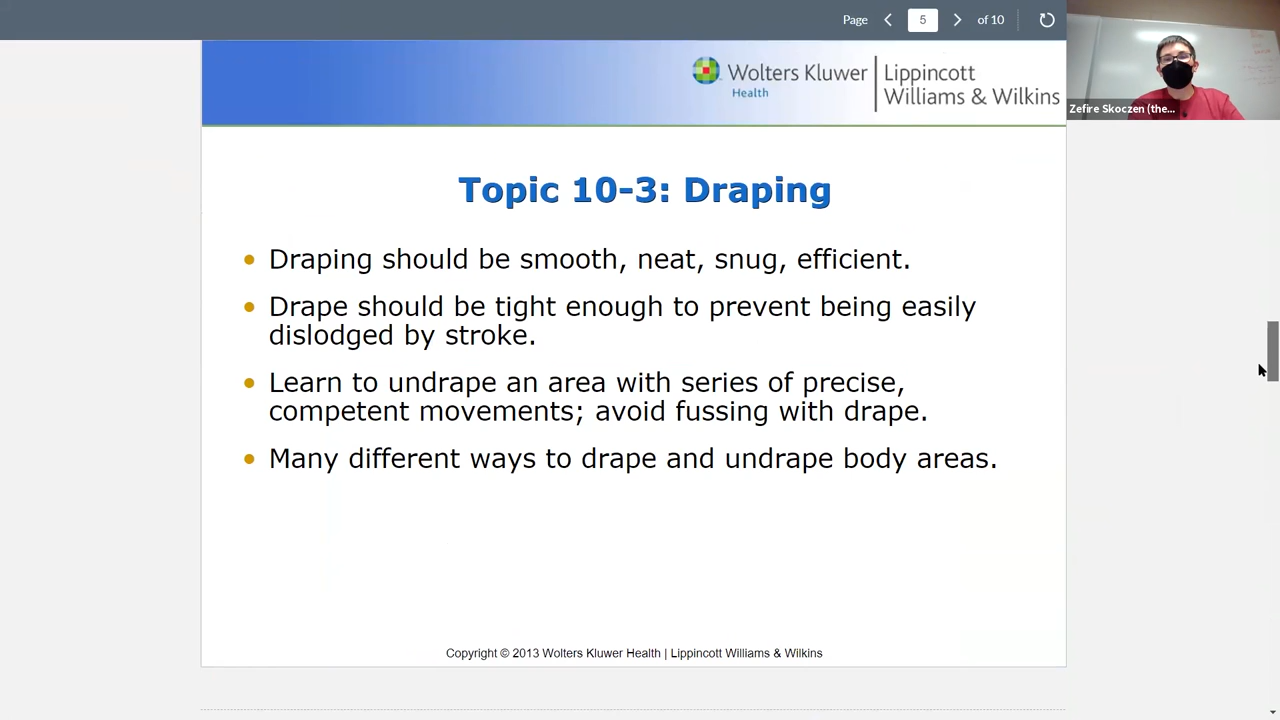 Page 5 of 10
Wolters Kluwer
Health
Lippincott
Williams & Wilkins
Zefire Skoczen (the...
Topic 10-3: Draping
• Draping should be smooth, neat, snug, efficient.
• Drape should be tight enough to prevent being easily
dislodged by stroke.
• Learn to undrape an area with series of precise,
competent movements; avoid fussing with drape.
• Many different ways to drape and undrape body areas.
Copyright © 2013 Wolters Kluwer Health | Lippincott Williams & Wilkins